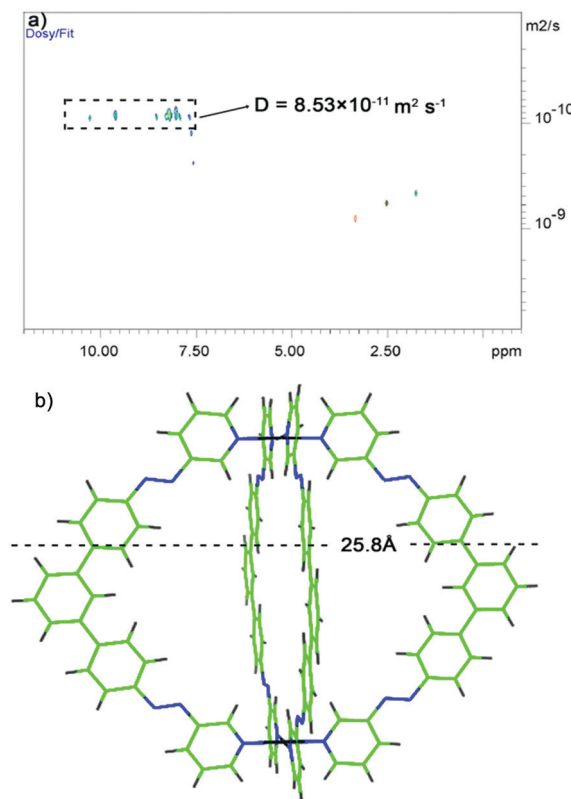 a)
Dosy/Fit
m2/s
D = 8.53×10⁻¹¹ m² s⁻¹
10⁻¹⁰
10⁻⁹
10.00 7.50 5.00 2.50 ppm
b)
25.8Å